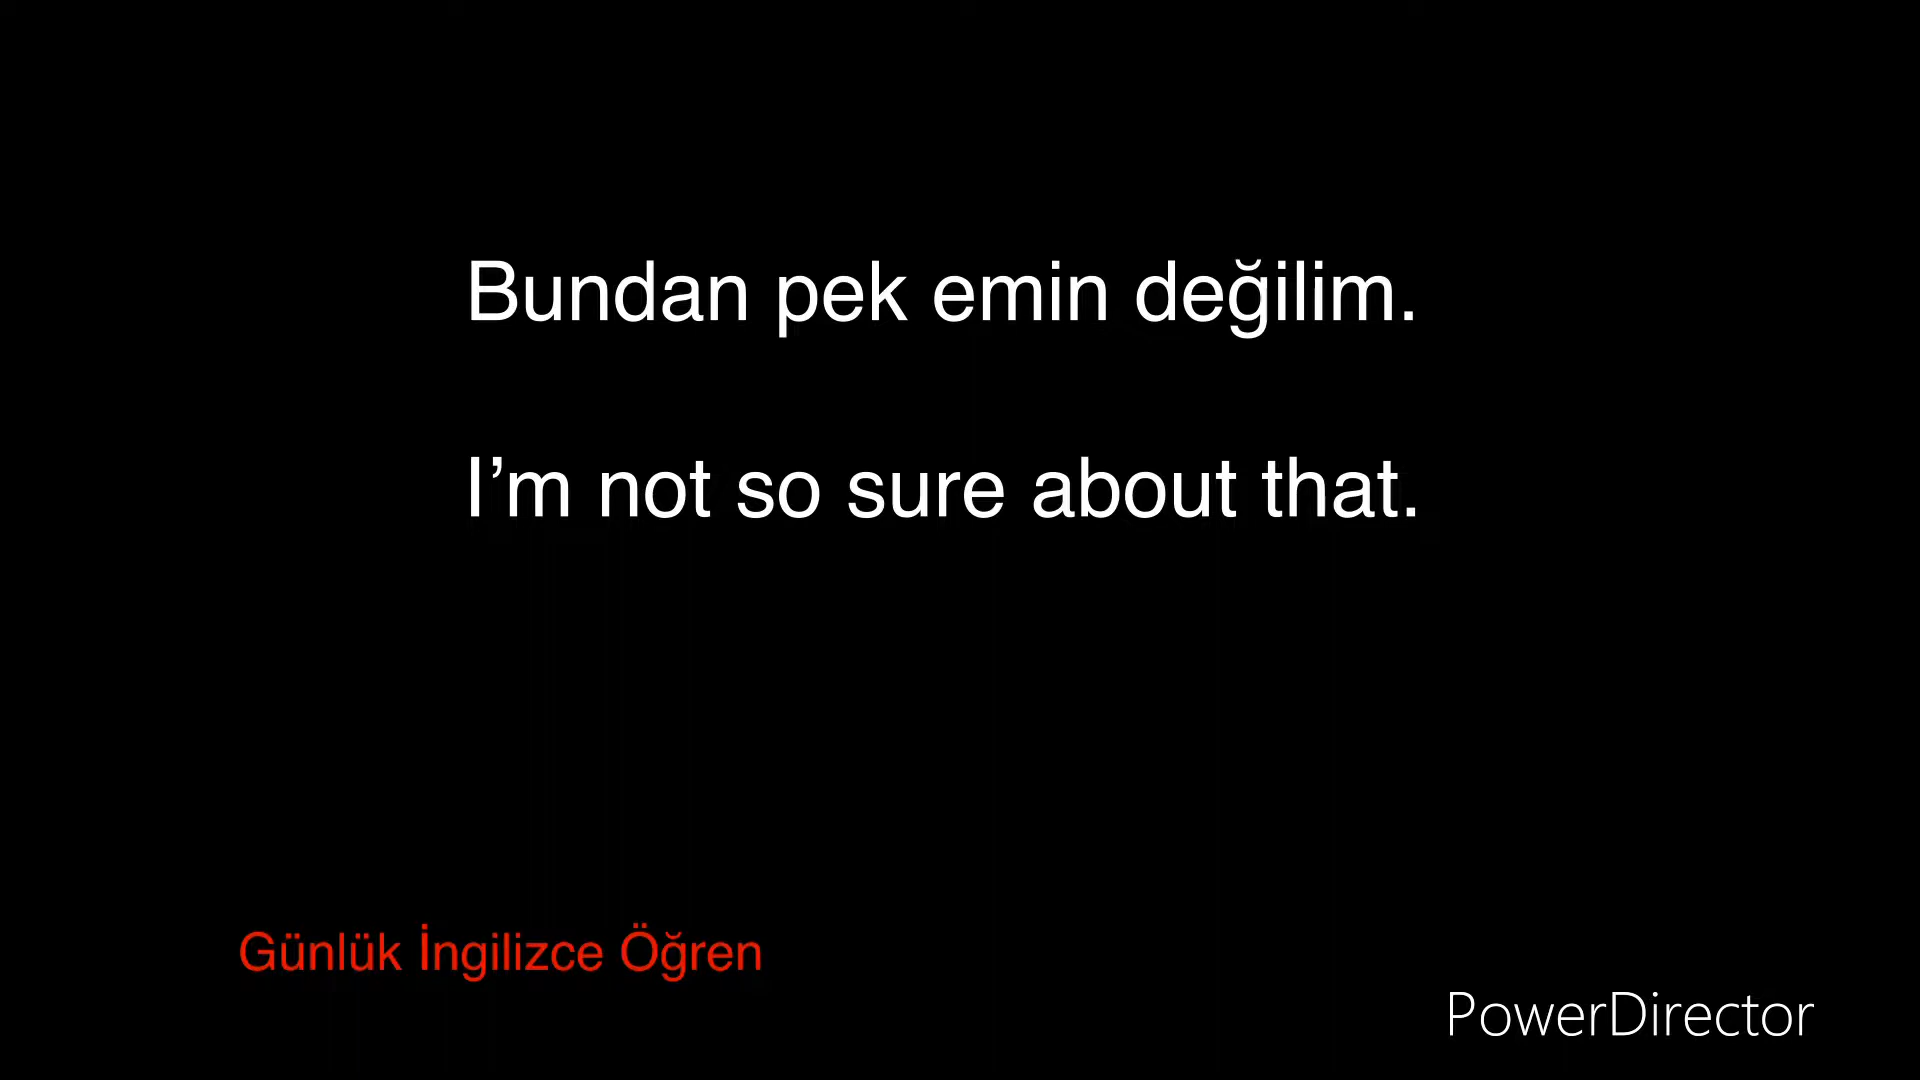 Bundan pek emin değilim.
I’m not so sure about that.
Günlük İngilizce Öğren
PowerDirector